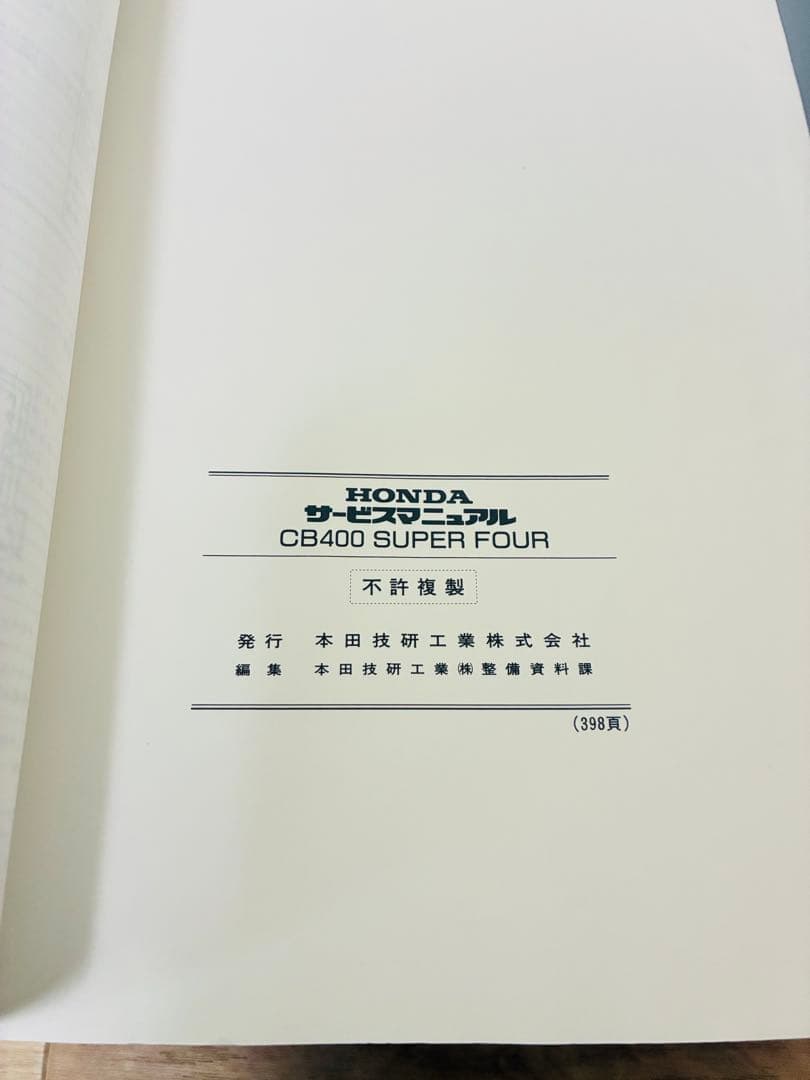 HONDA
サービスマニュアル
CB400 SUPER FOUR
不許複製
発行 本田技研工業株式会社
編集 本田技研工業㈱整備資料課
(398頁)